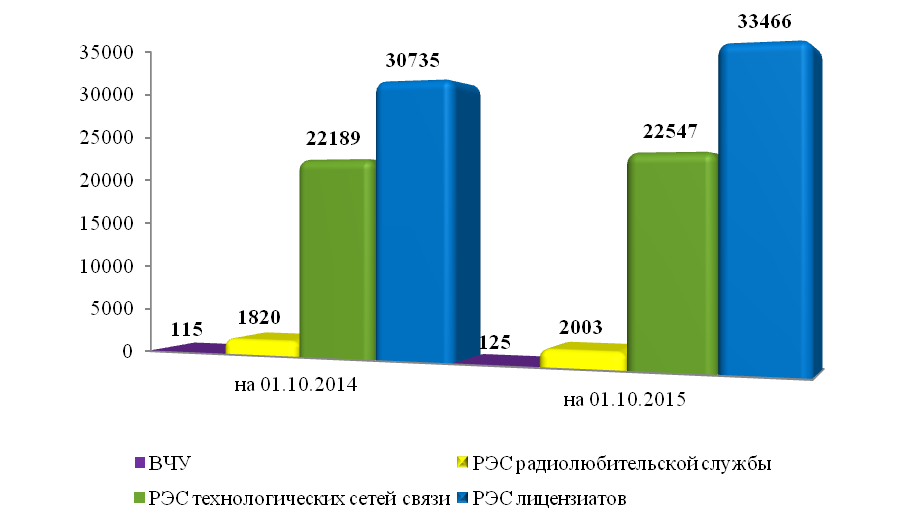 33466
35000
30735
30000
25000
22189
22547
20000
15000
10000
5000
115
1820
125
2003
0
на 01.10.2014
на 01.10.2015
ВЧУ
РЭС радиолюбительской службы
РЭС технологических сетей связи
РЭС лицензиатов